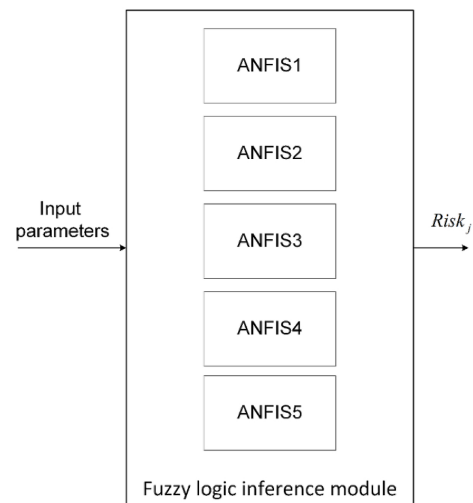 ANFIS1
ANFIS2
ANFIS3
ANFIS4
ANFIS5
Input
parameters
Risk_j
Fuzzy logic inference module